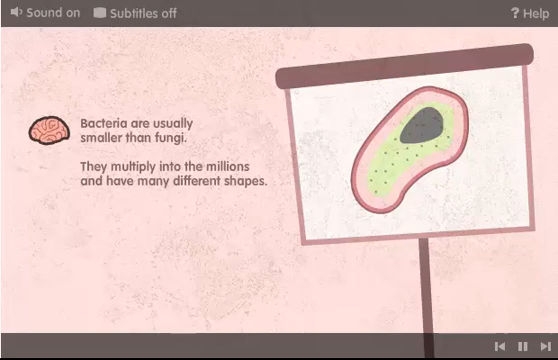 Sound on
Subtitles off
? Help
Bacteria are usually
smaller than fungi.
They multiply into the millions
and have many different shapes.